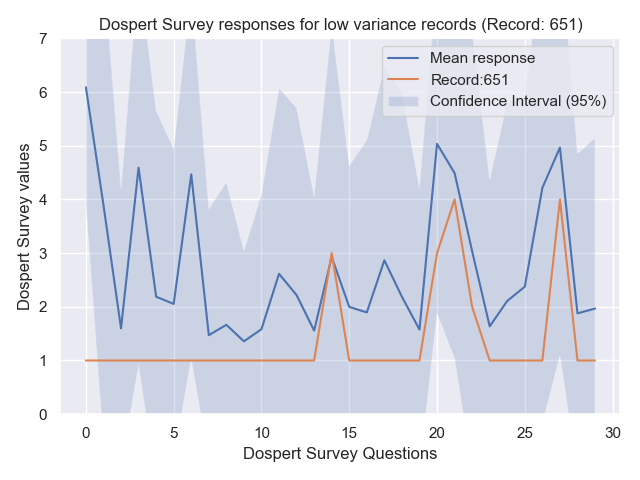 Dospert Survey responses for low variance records (Record: 651)
7
6
5
4
3
2
1
0
Dospert Survey values
Mean response
Record:651
Confidence Interval (95%)
0 5 10 15 20 25 30
Dospert Survey Questions